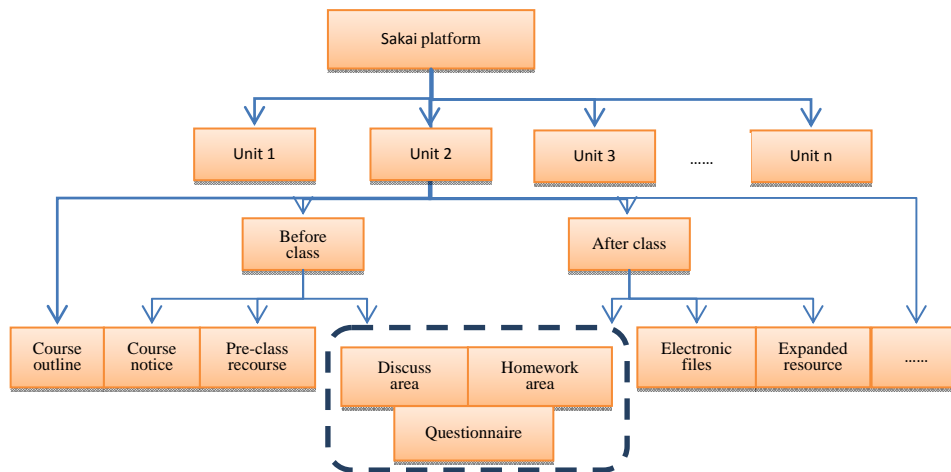 Sakai platform
Unit 1
Unit 2
Unit 3
......
Unit n
Before
class
After class
Course
outline
Course
notice
Pre-class
recourse
Discuss
area
Homework
area
Questionnaire
Electronic
files
Expanded
resource
......